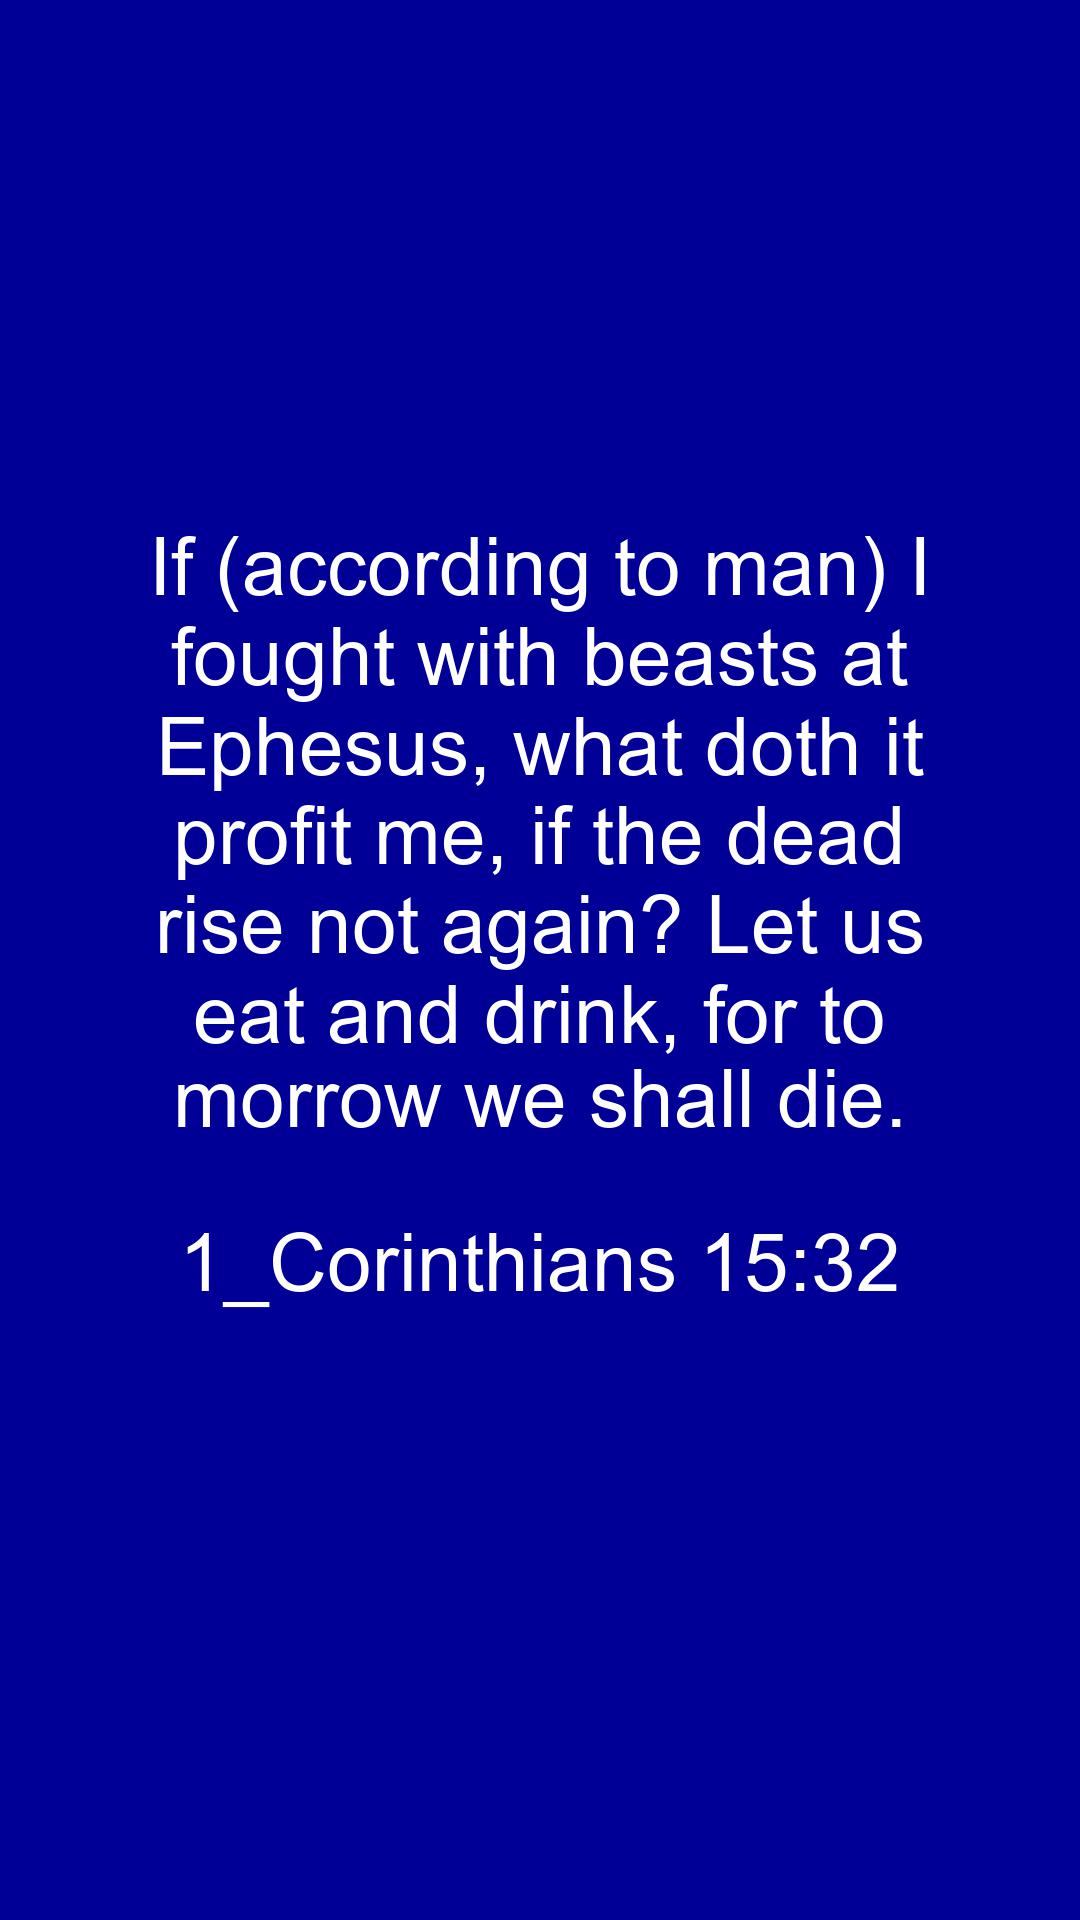 If (according to man) I
fought with beasts at
Ephesus, what doth it
profit me, if the dead
rise not again? Let us
eat and drink, for to
morrow we shall die.
1_Corinthians 15:32